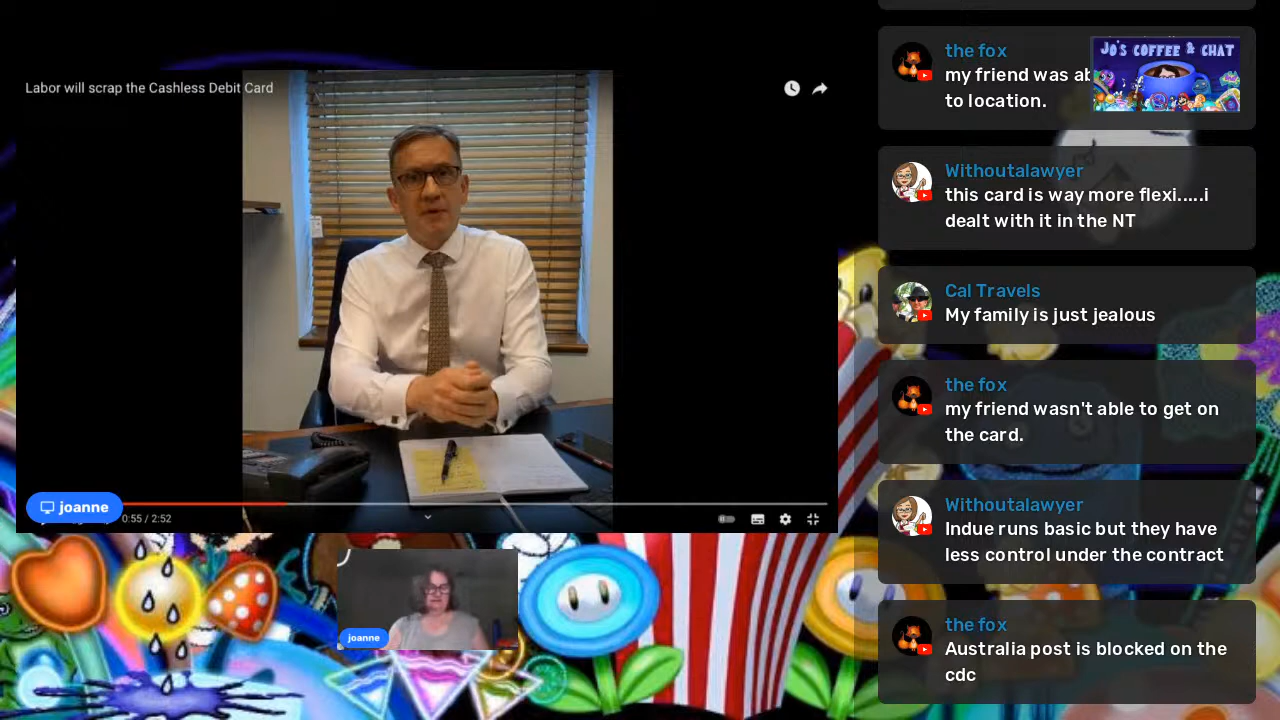 Labor will scrap the Cashless Debit Card
joanne
0:55 / 2:52
joanne
the fox
my friend was ab
to location.
JO'S COFFEE & CHAT
Withoutalawyer
this card is way more flexi.....i
dealt with it in the NT
Cal Travels
My family is just jealous
the fox
my friend wasn't able to get on
the card.
Withoutalawyer
Indue runs basic but they have
less control under the contract
the fox
Australia post is blocked on the
cdc